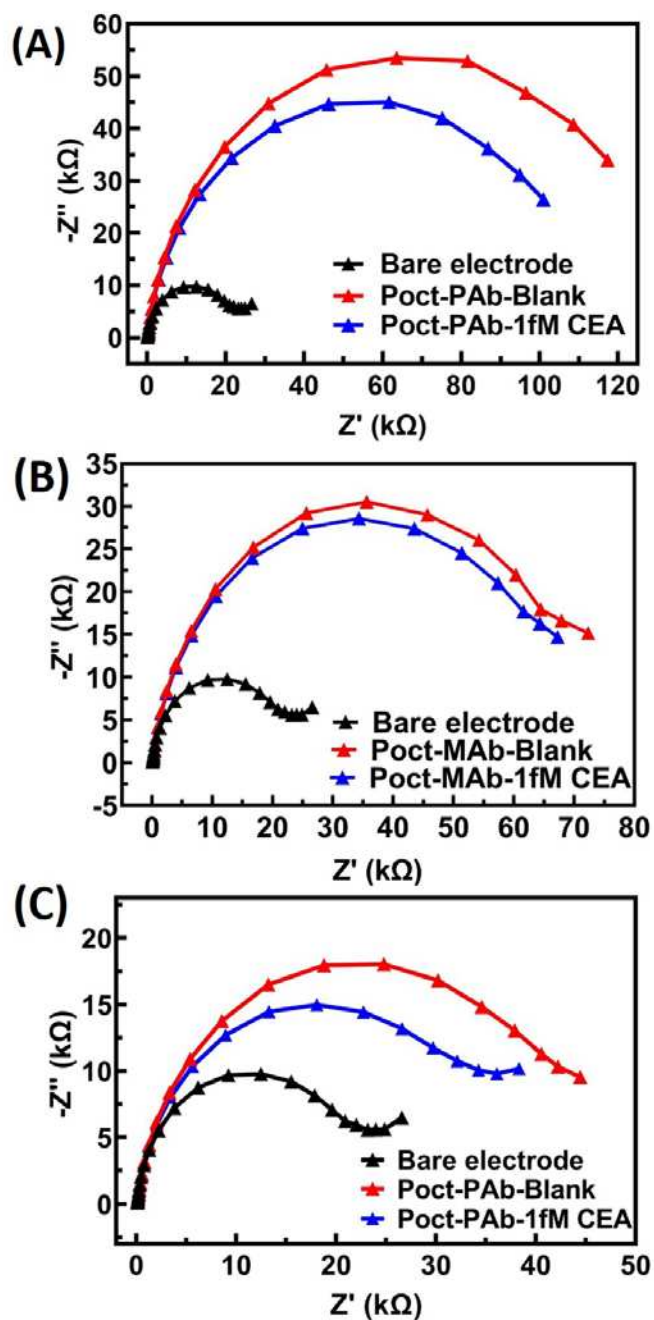 (A)
60
50
40
30
20
10
0
-Z'' (kΩ)
Bare electrode
Poct-PAb-Blank
Poct-PAb-1fM CEA
0 20 40 60 80 100 120
Z' (kΩ)
(B)
35
30
25
20
15
10
5
0
-5
-Z'' (kΩ)
Bare electrode
Poct-MAb-Blank
Poct-MAb-1fM CEA
0 10 20 30 40 50 60 70 80
Z' (kΩ)
(C)
20
15
10
5
0
-Z'' (kΩ)
Bare electrode
Poct-PAb-Blank
Poct-PAb-1fM CEA
0 10 20 30 40 50
Z' (kΩ)